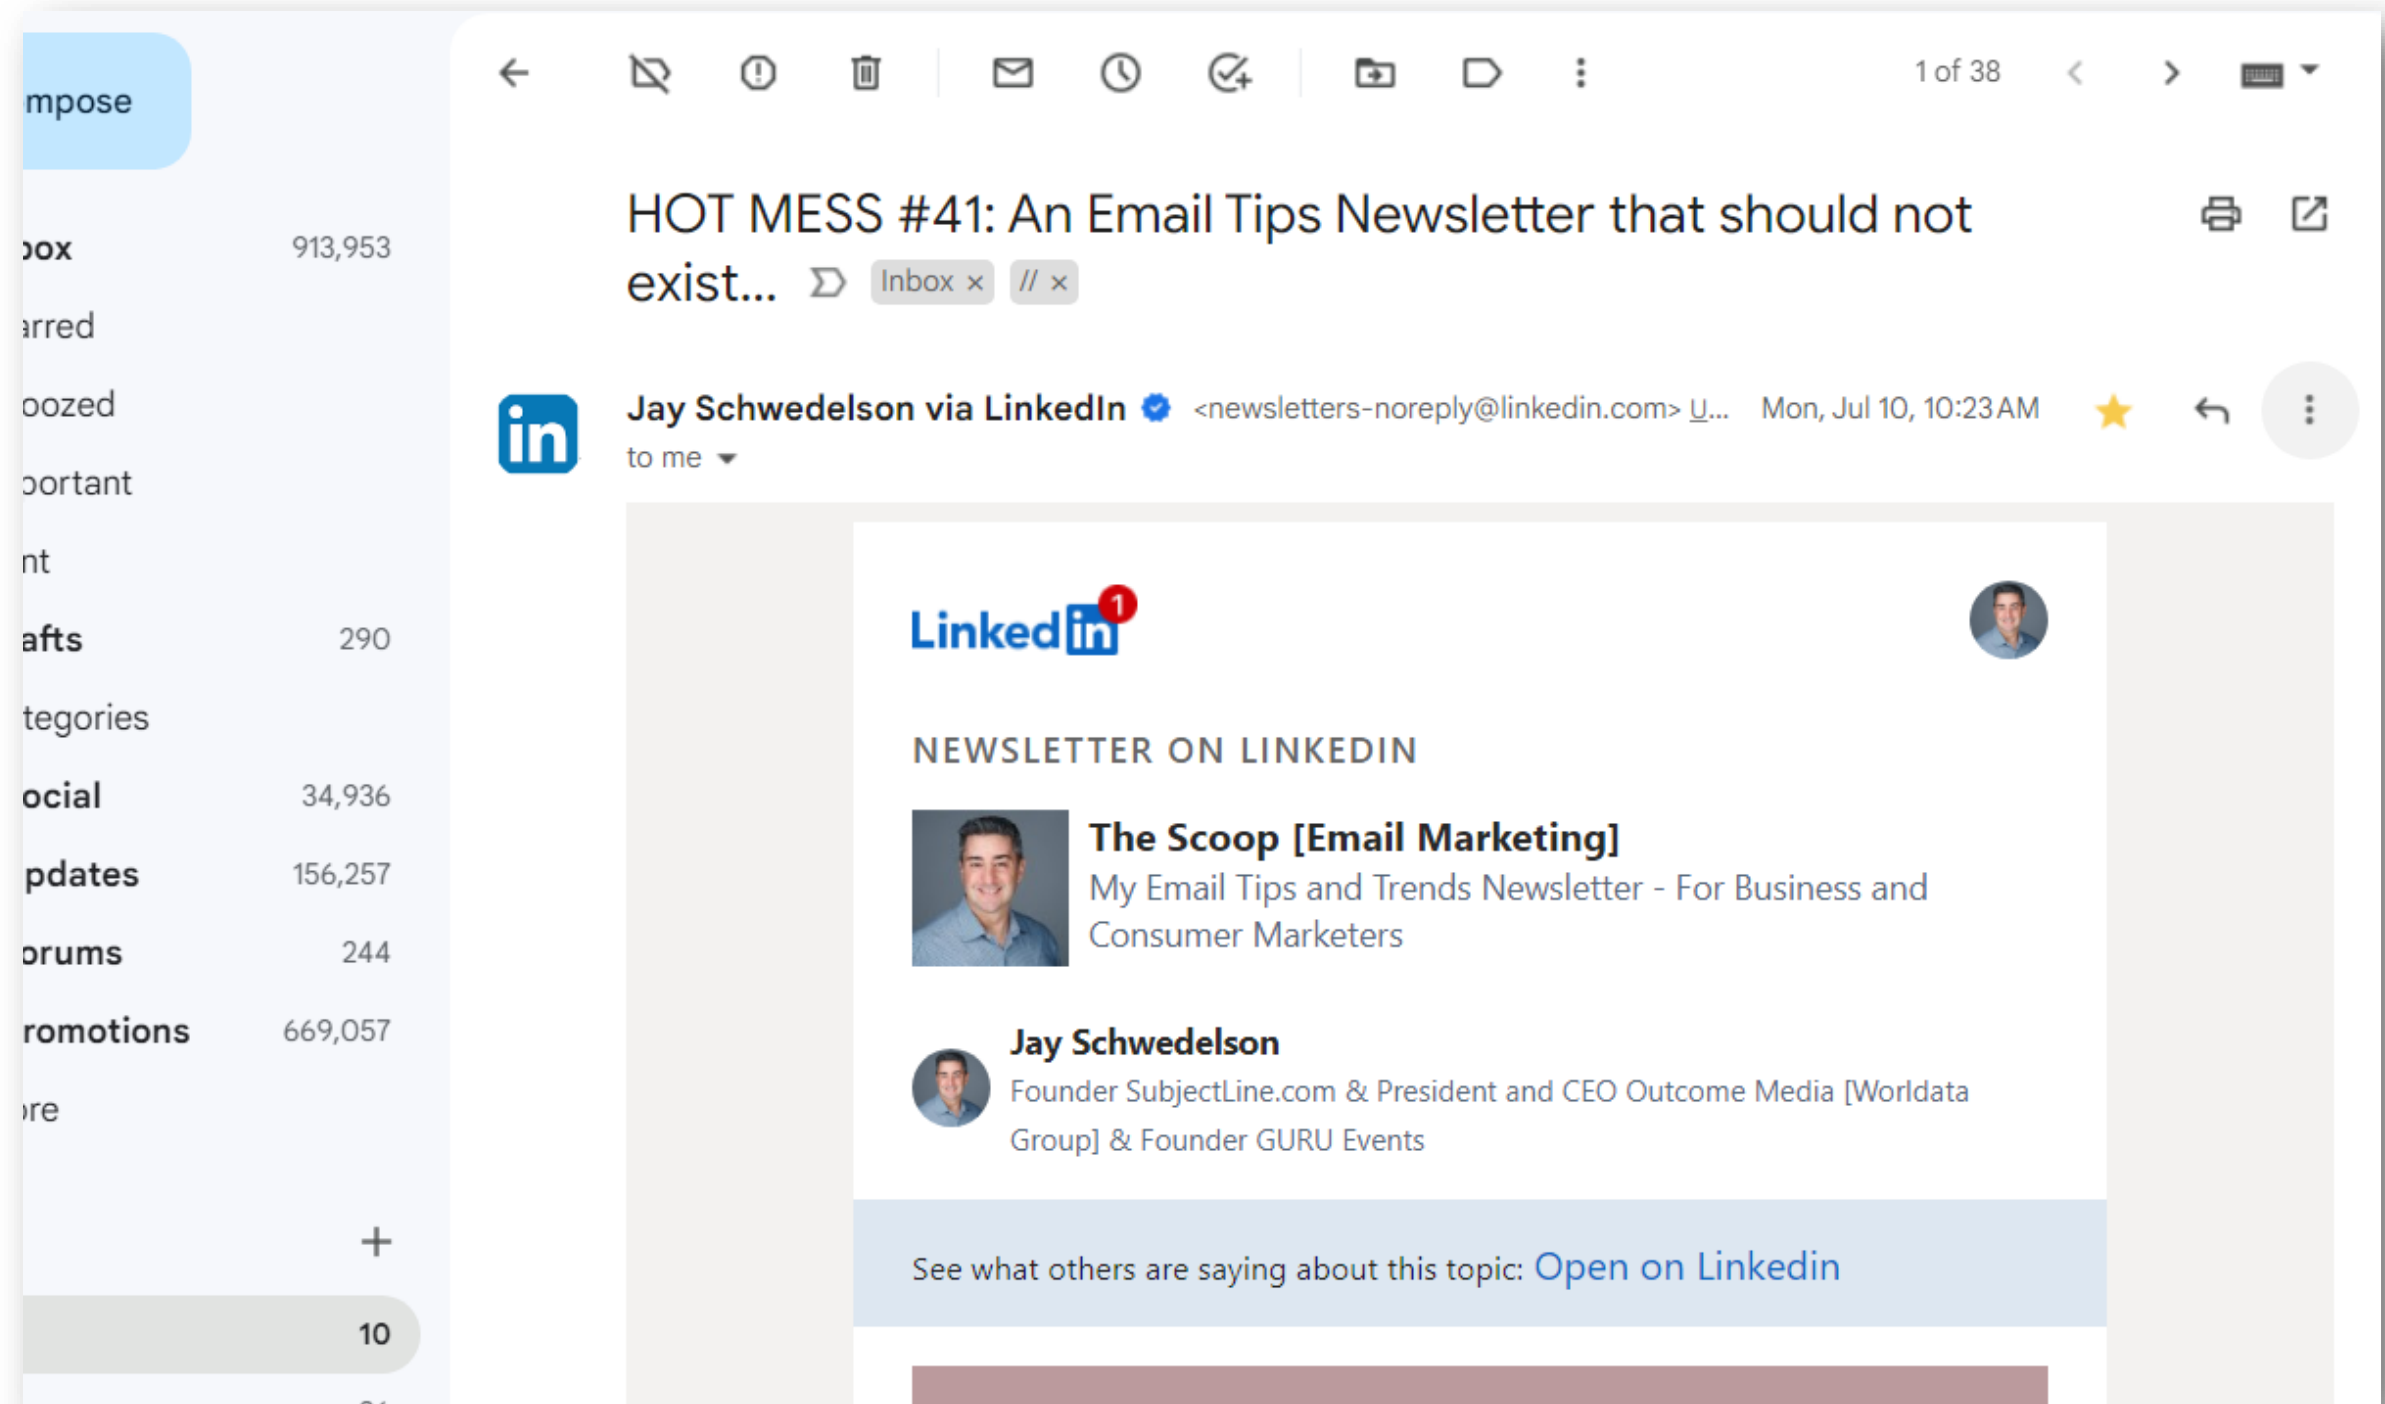 mpose
1 of 38
HOT MESS #41: An Email Tips Newsletter that should not
exist...
Inbox ×
// ×
box 913,953
arred
oozed
portant
nt
afts 290
tegories
ocial 34,936
pdates 156,257
orums 244
romotions 669,057
ore
10
in
Jay Schwedelson via LinkedIn <newsletters-noreply@linkedin.com> U... Mon, Jul 10, 10:23 AM
to me
Linkedin 1
NEWSLETTER ON LINKEDIN
The Scoop [Email Marketing]
My Email Tips and Trends Newsletter - For Business and
Consumer Marketers
Jay Schwedelson
Founder SubjectLine.com & President and CEO Outcome Media [Worldata
Group] & Founder GURU Events
See what others are saying about this topic: Open on Linkedin